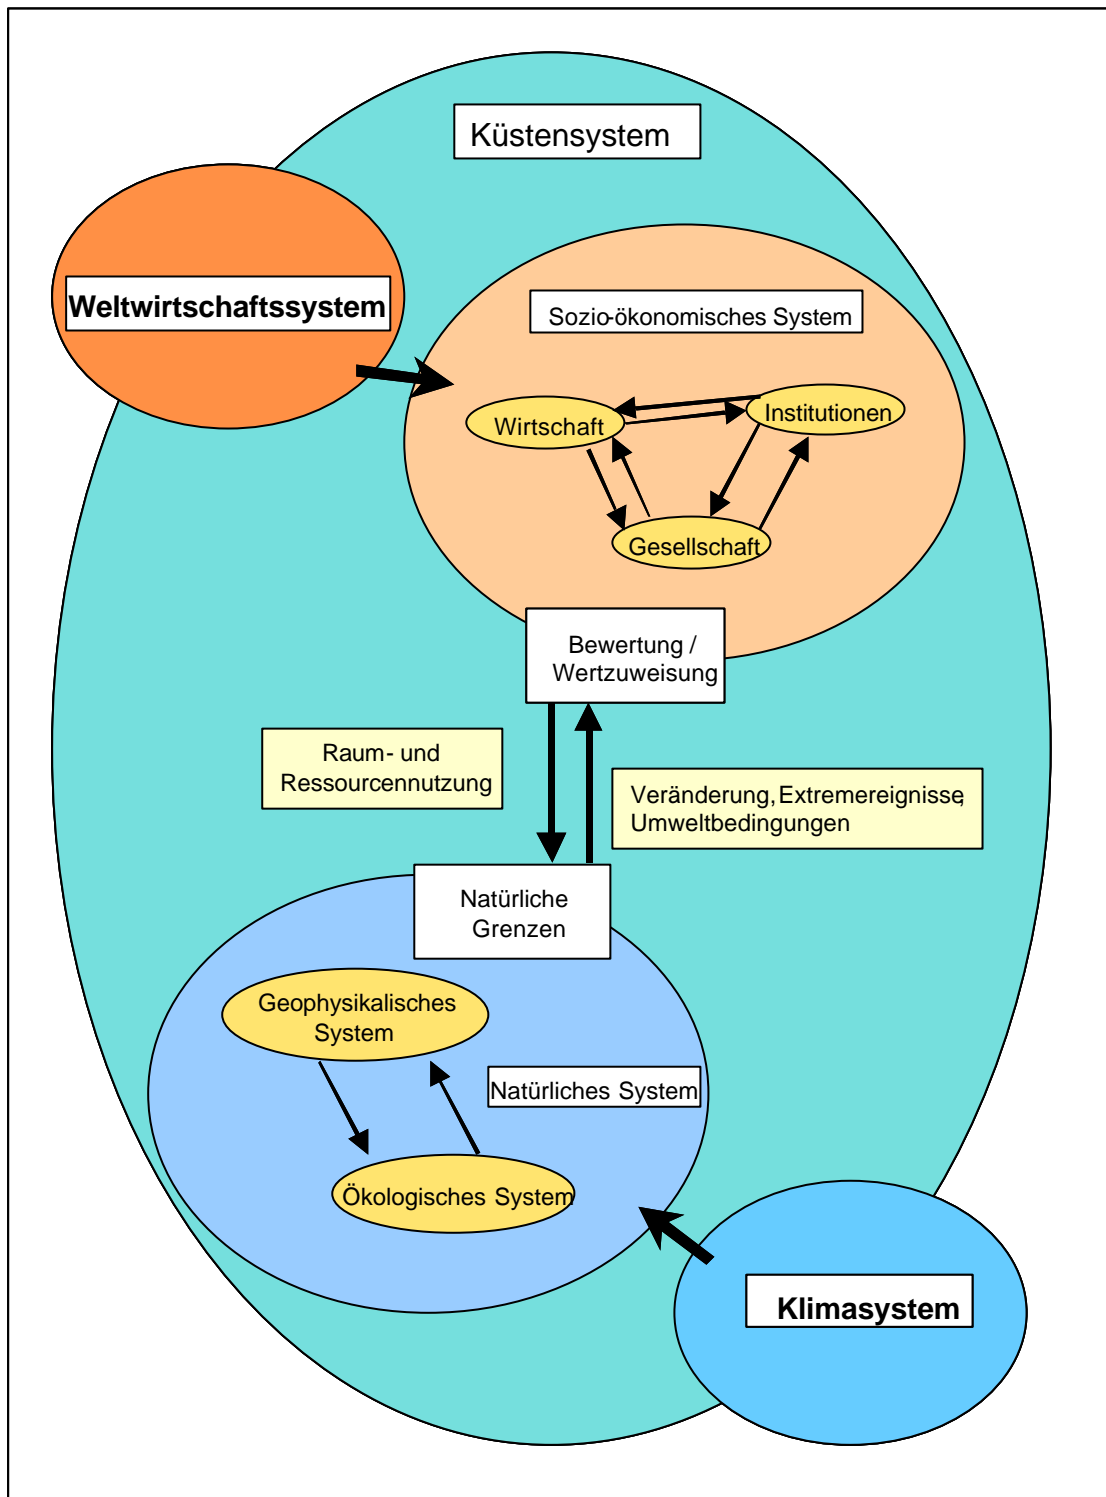 Küstensystem
Weltwirtschaftssystem
Sozio-ökonomisches System
Wirtschaft
Institutionen
Gesellschaft
Bewertung /
Wertzuweisung
Raum- und
Ressourcennutzung
Veränderung, Extremereignisse,
Umweltbedingungen
Natürliche
Grenzen
Geophysikalisches
System
Natürliches System
Ökologisches System
Klimasystem